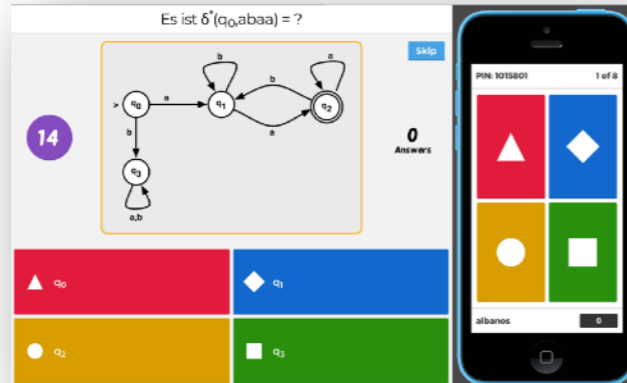 Es ist δ*(q₀,abaa) = ?
Skip
PIN: 1015801
1 of 8
14
0
Answers
> q₀
a
b
q₁
b
b
a
q₂
a
q₃
a,b
q₀
q₁
q₂
q₃
albanos
0